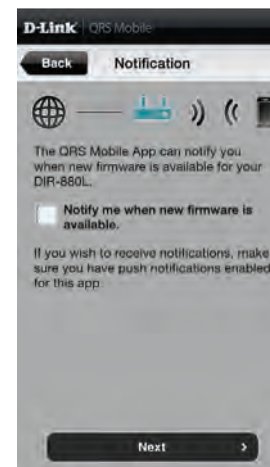 D-Link QRS Mobile
Back Notification
The QRS Mobile App can notify you
when new firmware is available for your
DIR-880L.
Notify me when new firmware is
available.
If you wish to receive notifications, make
sure you have push notifications enabled
for this app.
Next